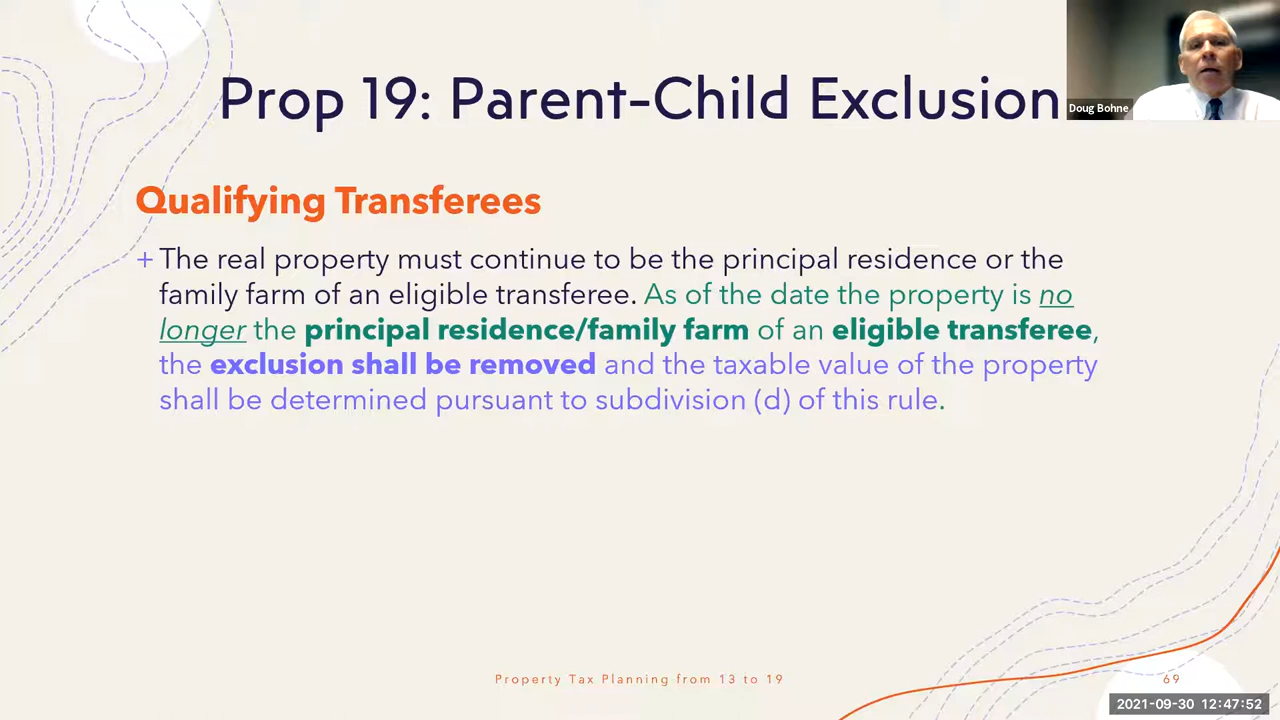 Prop 19: Parent-Child Exclusion
Doug Bohne
Qualifying Transferees
+ The real property must continue to be the principal residence or the
family farm of an eligible transferee. As of the date the property is no
longer the principal residence/family farm of an eligible transferee,
the exclusion shall be removed and the taxable value of the property
shall be determined pursuant to subdivision (d) of this rule.
Property Tax Planning from 13 to 19
69
2021-09-30 12:47:52